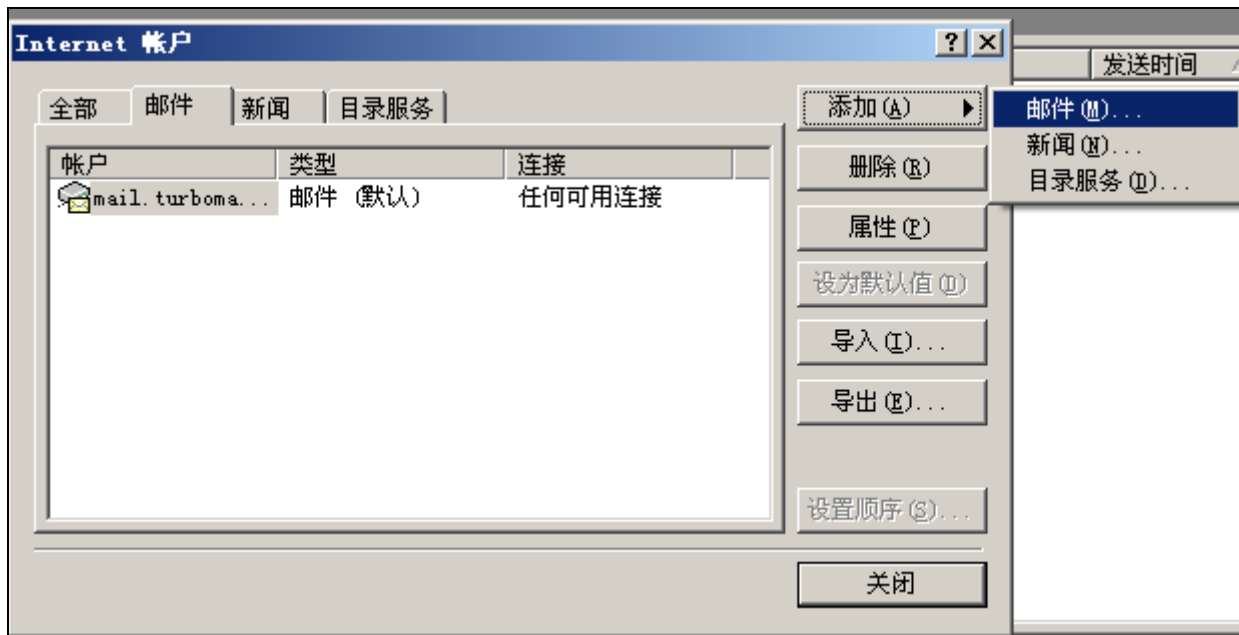 Internet 帐户
发送时间
全部 邮件 新闻 目录服务
添加(A)
邮件(M)...
新闻(N)...
目录服务(D)...
帐户 类型 连接
mail.turboma... 邮件 (默认) 任何可用连接
删除(R)
属性(P)
设为默认值(D)
导入(I)...
导出(E)...
设置顺序(S)...
关闭